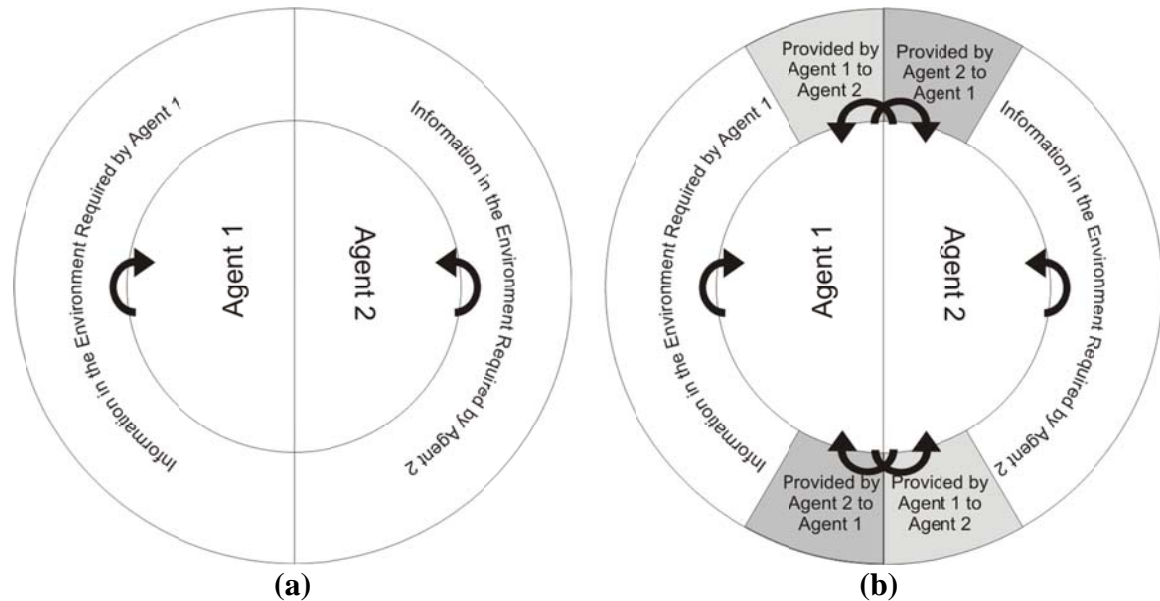 Information in the Environment Required by Agent 1
Agent 1
Agent 2
Information in the Environment Required by Agent 2
(a)
Provided by
Agent 1 to
Agent 2
Provided by
Agent 2 to
Agent 1
Information in the Environment Required by Agent 1
Agent 1
Agent 2
Information in the Environment Required by Agent 2
Provided by
Agent 2 to
Agent 1
Provided by
Agent 1 to
Agent 2
(b)